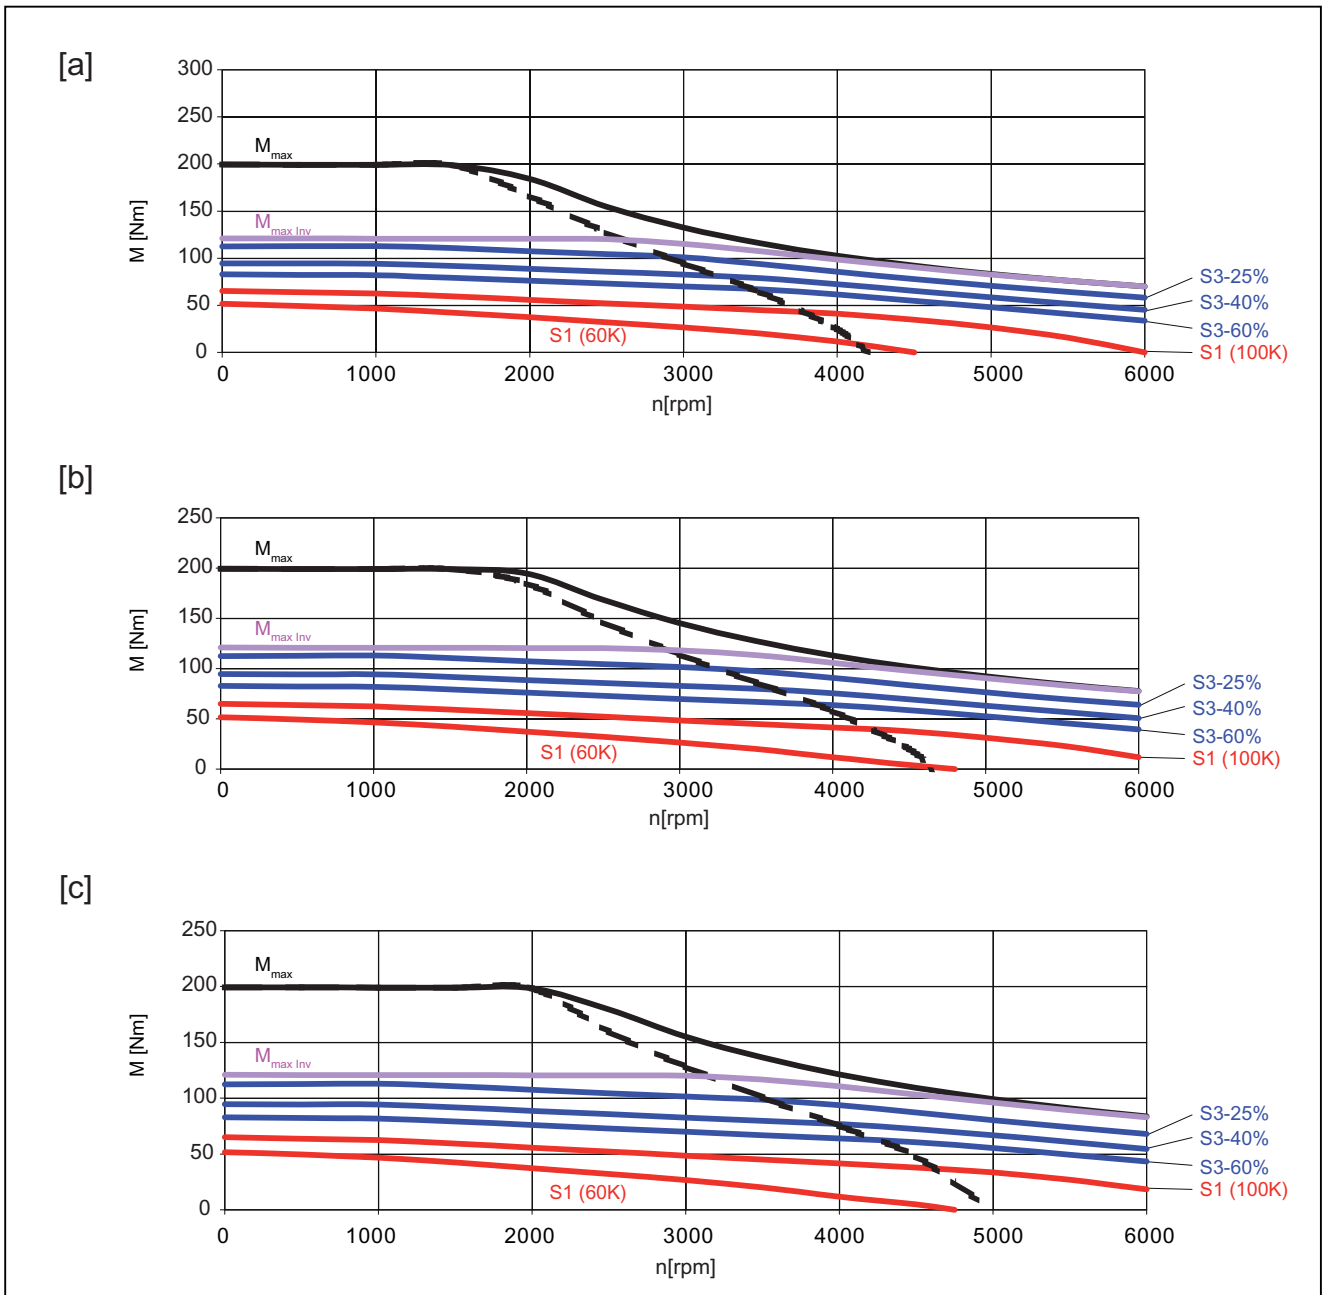 [a]
300
250
200
150
100
50
0
M [Nm]
Mmax
Mmax Inv
S1 (60K)
S3-25%
S3-40%
S3-60%
S1 (100K)
0 1000 2000 3000 4000 5000 6000
n[rpm]
[b]
250
200
150
100
50
0
M [Nm]
Mmax
Mmax Inv
S1 (60K)
S3-25%
S3-40%
S3-60%
S1 (100K)
0 1000 2000 3000 4000 5000 6000
n[rpm]
[c]
250
200
150
100
50
0
M [Nm]
Mmax
Mmax Inv
S1 (60K)
S3-25%
S3-40%
S3-60%
S1 (100K)
0 1000 2000 3000 4000 5000 6000
n[rpm]